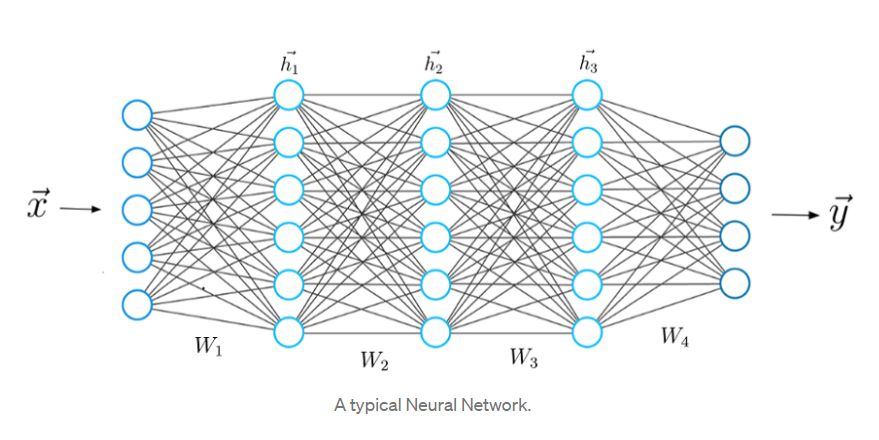 h⃗₁ h⃗₂ h⃗₃
x⃗ → → y⃗
W₁ W₂ W₃ W₄
A typical Neural Network.